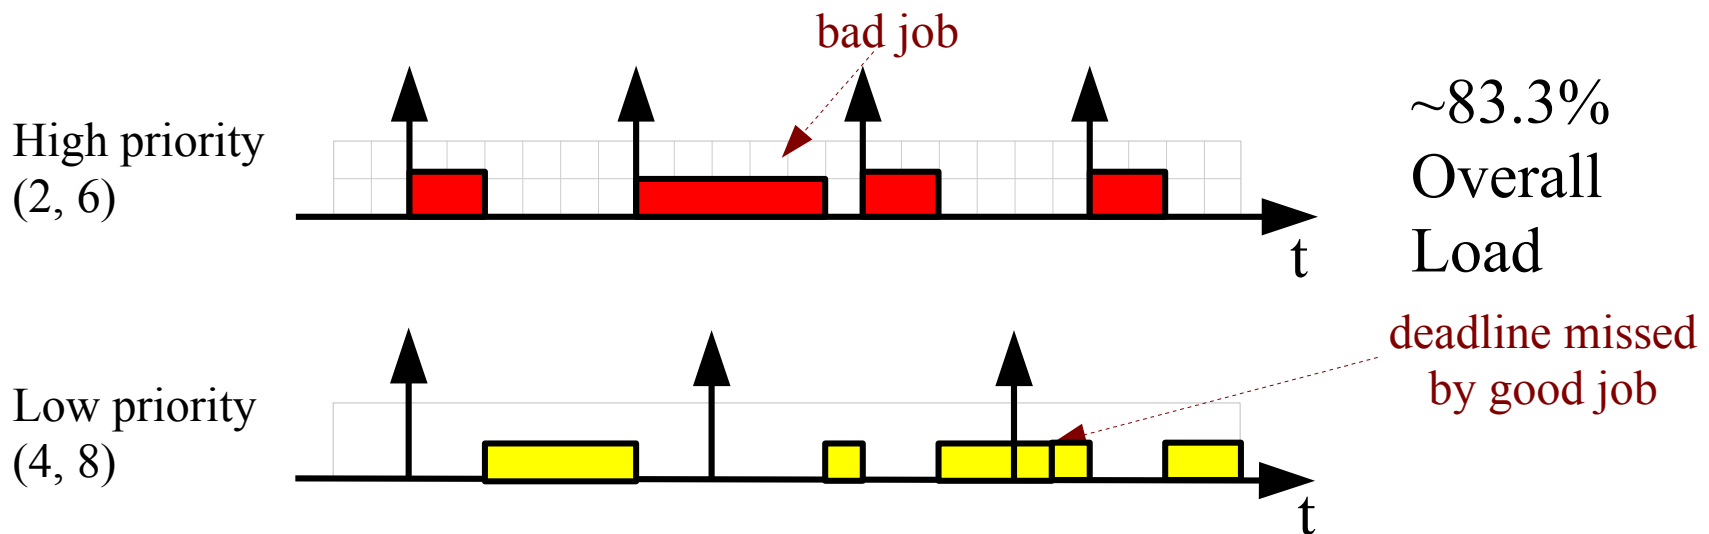 bad job
High priority
(2, 6)
t
~83.3%
Overall
Load
deadline missed
by good job
Low priority
(4, 8)
t